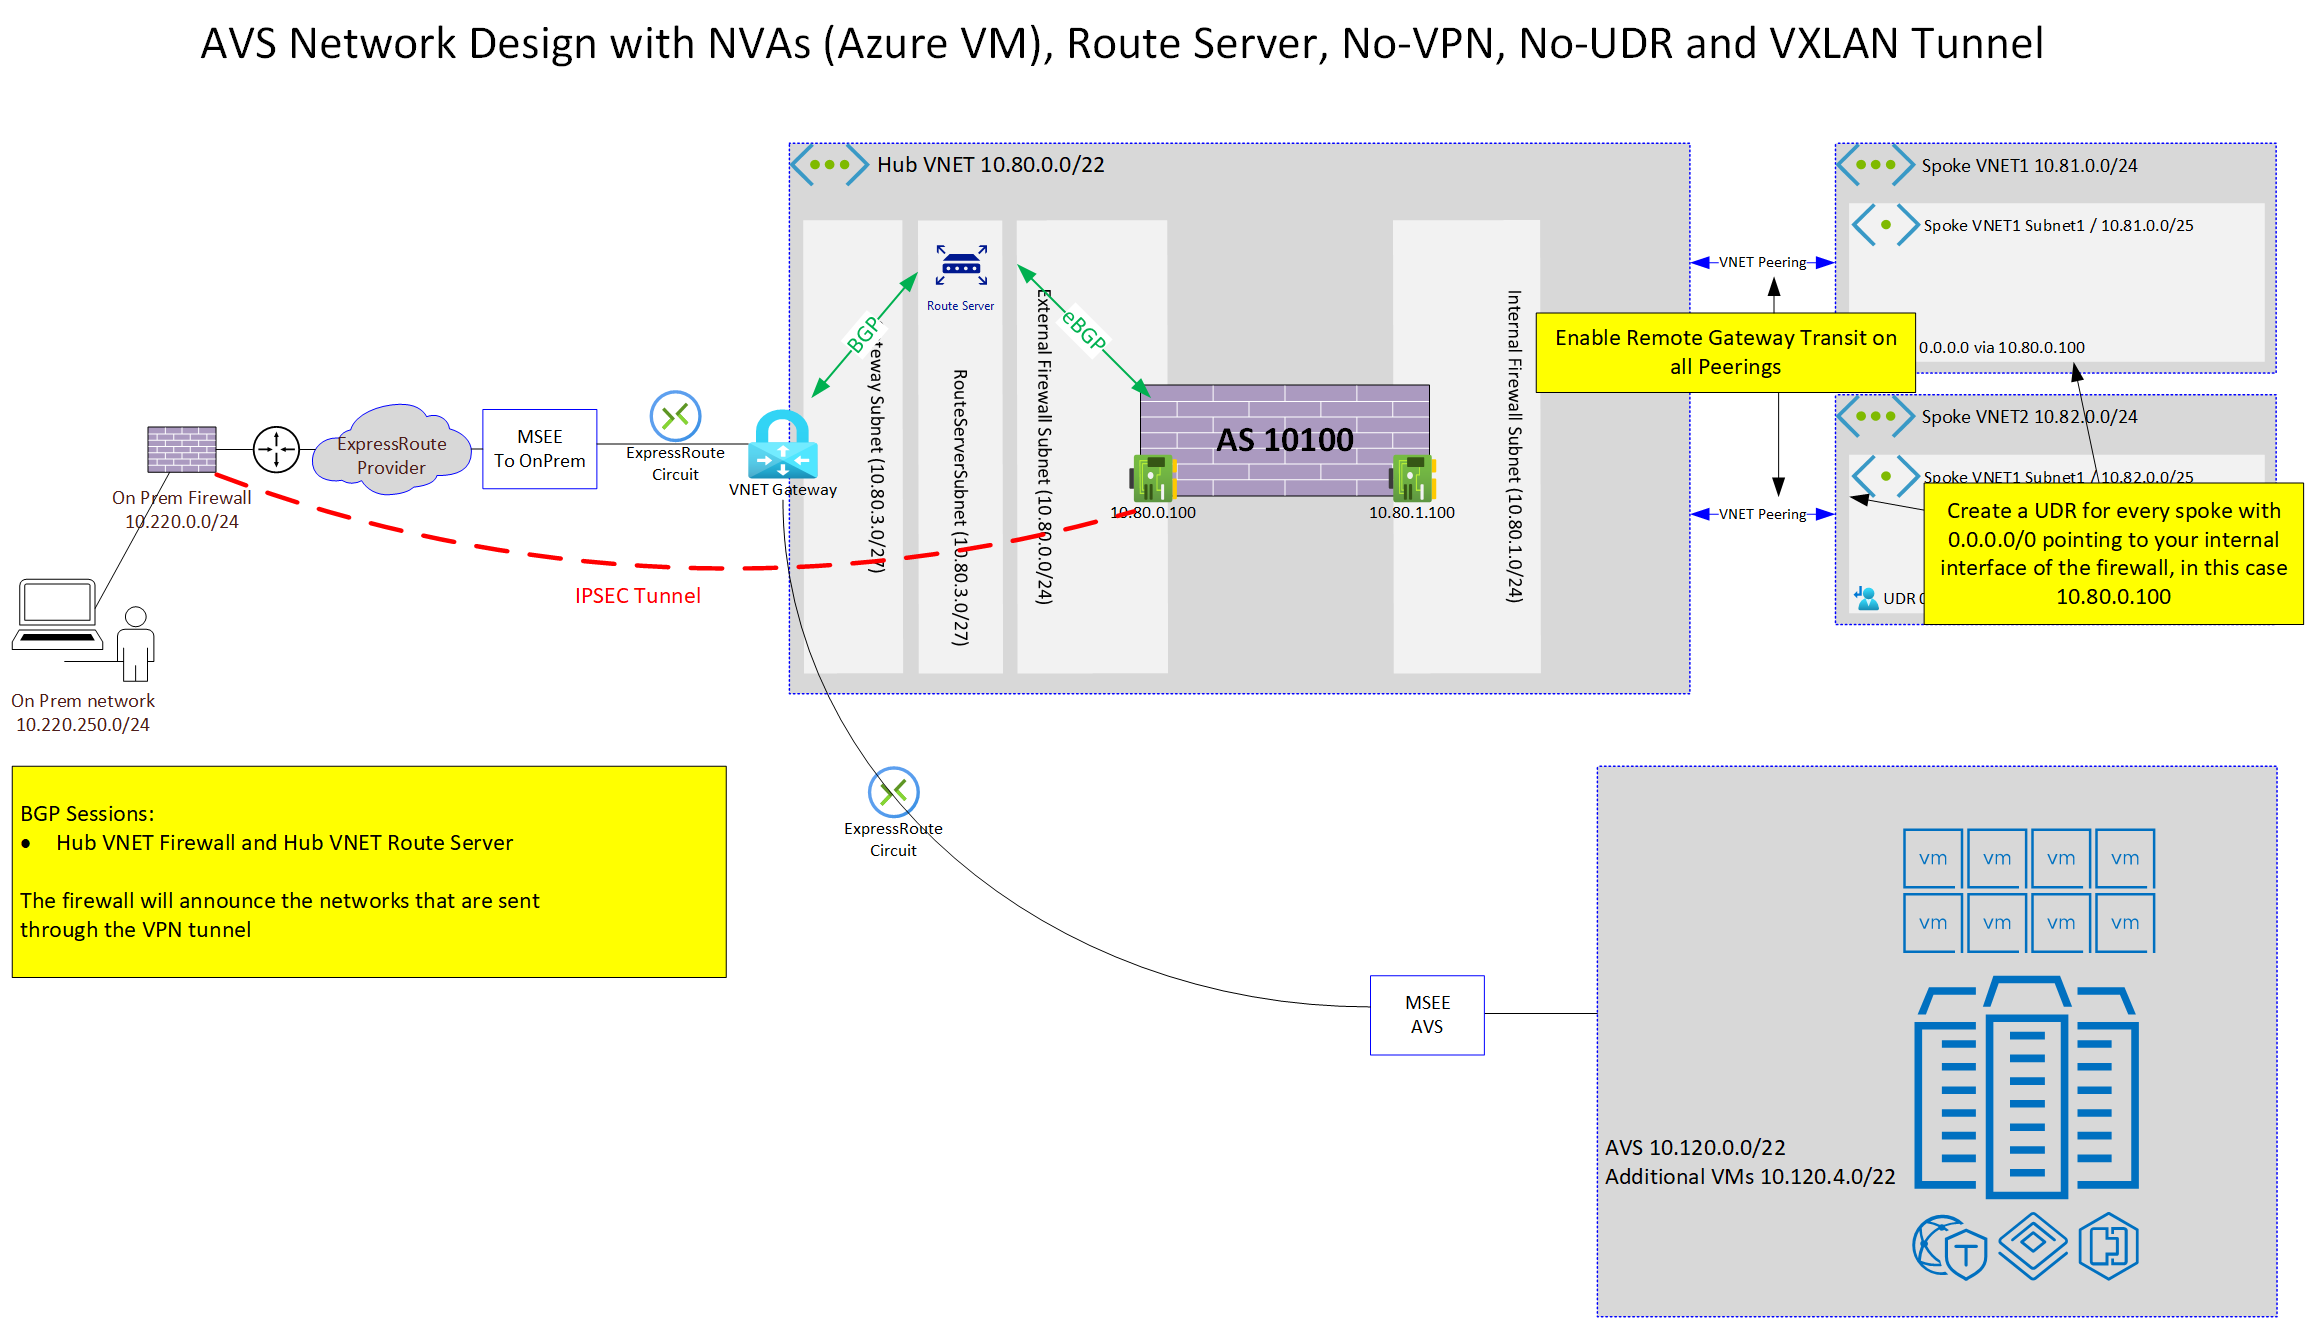 AVS Network Design with NVAs (Azure VM), Route Server, No-VPN, No-UDR and VXLAN Tunnel
Hub VNET 10.80.0.0/22
Route Server
BGP
eBGP
teway Subnet (10.80.3.0/27)
RouteServerSubnet (10.80.3.0/27)
External Firewall Subnet (10.80.0.0/24)
Internal Firewall Subnet (10.80.1.0/24)
AS 10100
10.80.0.100
10.80.1.100
VNET Peering
VNET Peering
Enable Remote Gateway Transit on
all Peerings
Spoke VNET1 10.81.0.0/24
Spoke VNET1 Subnet1 / 10.81.0.0/25
0.0.0.0 via 10.80.0.100
Spoke VNET2 10.82.0.0/24
Spoke VNET1 Subnet1 / 10.82.0.0/25
UDR 0
Create a UDR for every spoke with
0.0.0.0/0 pointing to your internal
interface of the firewall, in this case
10.80.0.100
On Prem Firewall
10.220.0.0/24
ExpressRoute
Provider
MSEE
To OnPrem
ExpressRoute
Circuit
VNET Gateway
IPSEC Tunnel
On Prem network
10.220.250.0/24
BGP Sessions:
• Hub VNET Firewall and Hub VNET Route Server
The firewall will announce the networks that are sent
through the VPN tunnel
ExpressRoute
Circuit
MSEE
AVS
vm vm vm vm
vm vm vm vm
AVS 10.120.0.0/22
Additional VMs 10.120.4.0/22
T